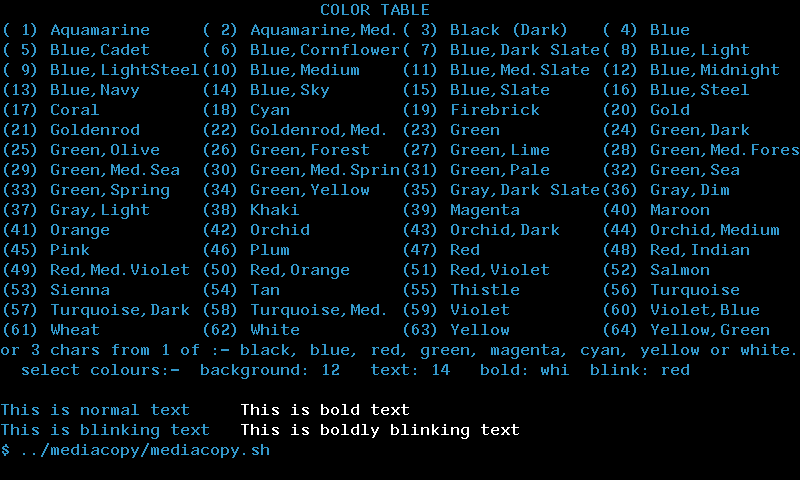 COLOR TABLE
( 1) Aquamarine ( 2) Aquamarine,Med. ( 3) Black (Dark) ( 4) Blue
( 5) Blue,Cadet ( 6) Blue,Cornflower( 7) Blue,Dark Slate( 8) Blue,Light
( 9) Blue,LightSteel(10) Blue,Medium (11) Blue,Med.Slate (12) Blue,Midnight
(13) Blue,Navy (14) Blue,Sky (15) Blue,Slate (16) Blue,Steel
(17) Coral (18) Cyan (19) Firebrick (20) Gold
(21) Goldenrod (22) Goldenrod,Med. (23) Green (24) Green,Dark
(25) Green,Olive (26) Green,Forest (27) Green,Lime (28) Green,Med.Fores
(29) Green,Med.Sea (30) Green,Med.Sprin(31) Green,Pale (32) Green,Sea
(33) Green,Spring (34) Green,Yellow (35) Gray,Dark Slate(36) Gray,Dim
(37) Gray,Light (38) Khaki (39) Magenta (40) Maroon
(41) Orange (42) Orchid (43) Orchid,Dark (44) Orchid,Medium
(45) Pink (46) Plum (47) Red (48) Red,Indian
(49) Red,Med.Violet (50) Red,Orange (51) Red,Violet (52) Salmon
(53) Sienna (54) Tan (55) Thistle (56) Turquoise
(57) Turquoise,Dark (58) Turquoise,Med. (59) Violet (60) Violet,Blue
(61) Wheat (62) White (63) Yellow (64) Yellow,Green
or 3 chars from 1 of :- black, blue, red, green, magenta, cyan, yellow or white.
select colours:- background: 12 text: 14 bold: whi blink: red
This is normal text This is bold text
This is blinking text This is boldly blinking text
$ ../mediacopy/mediacopy.sh